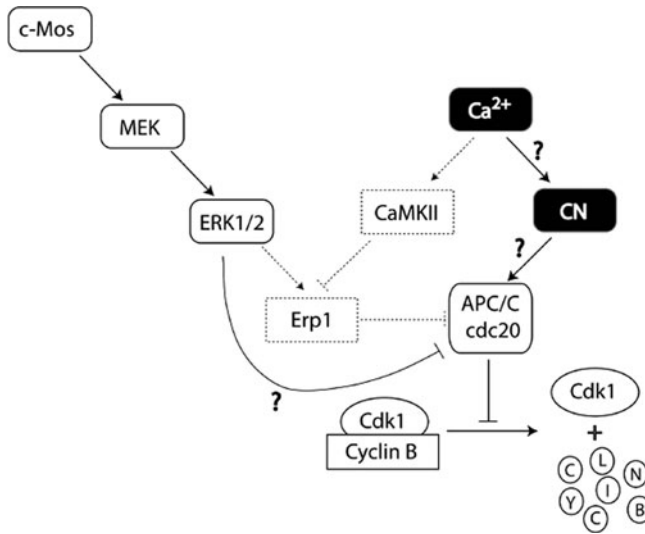 c-Mos
MEK
ERK1/2
Ca2+
?
CaMKII
CN
?
Erp1
APC/C
cdc20
?
Cdk1
Cyclin B
Cdk1
+
C
L
N
Y
I
C
B